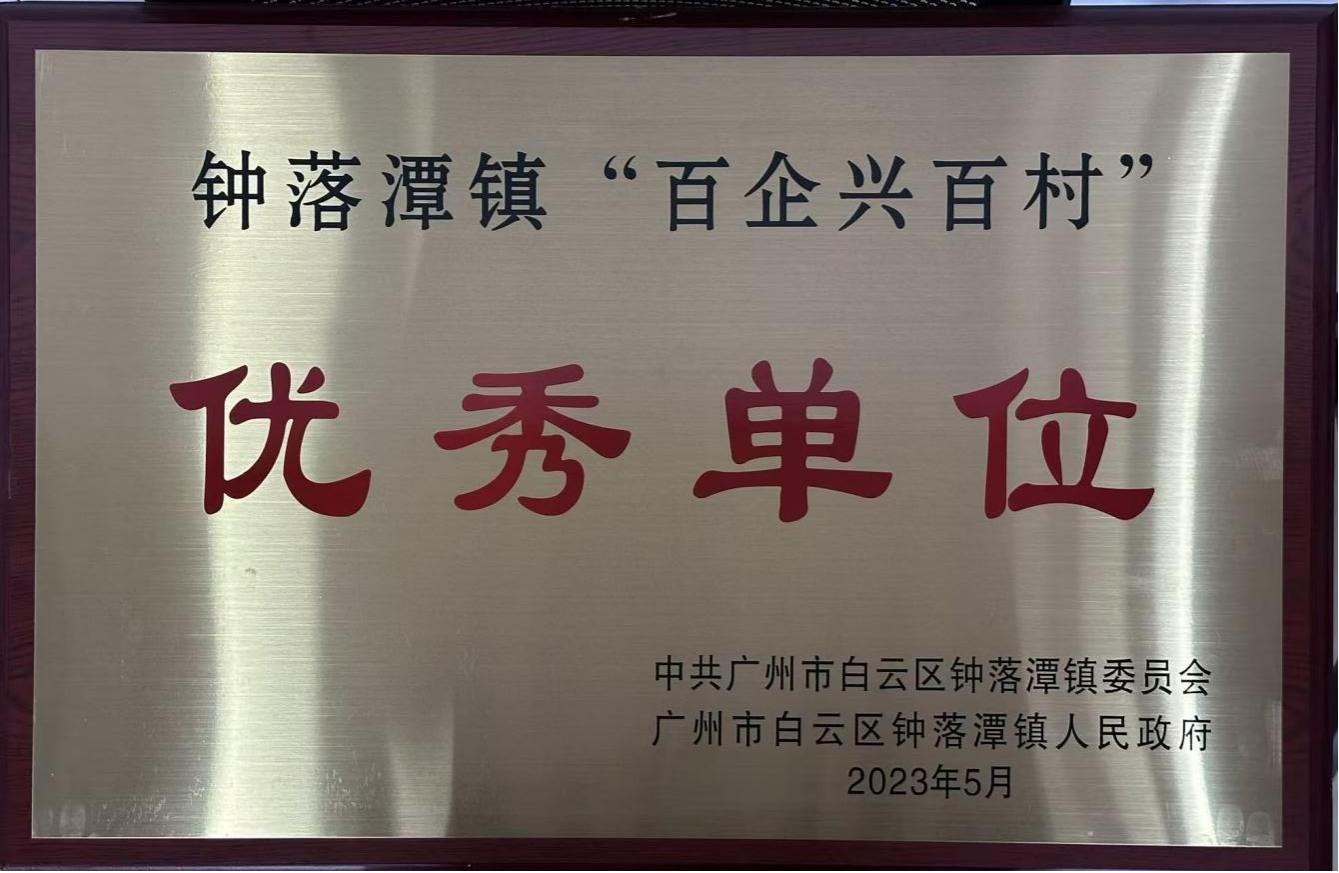 钟落潭镇“百企兴百村”
优秀单位
中共广州市白云区钟落潭镇委员会
广州市白云区钟落潭镇人民政府
2023年5月